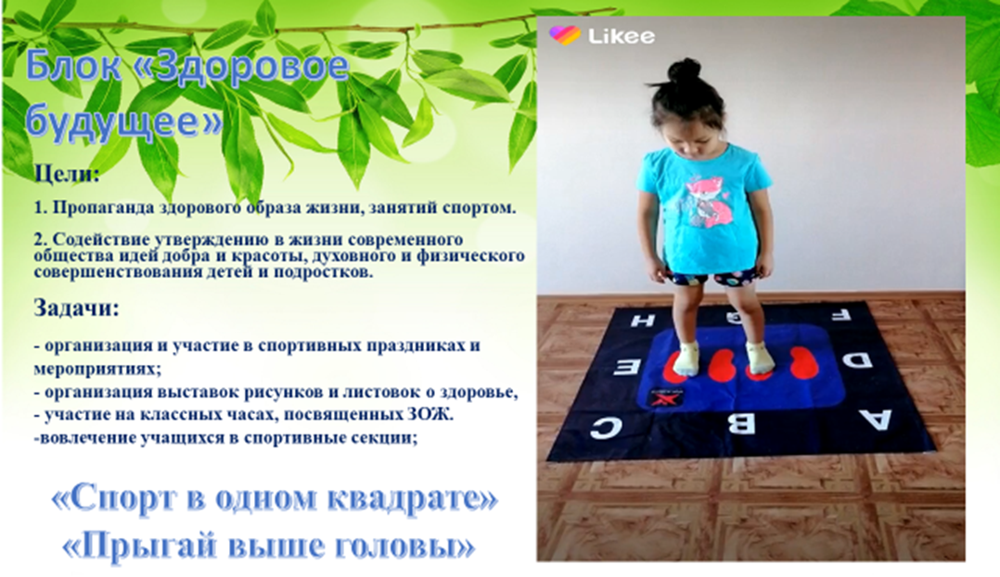 Блок «Здоровое
будущее»
Цели:
1. Пропаганда здорового образа жизни, занятий спортом.
2. Содействие утверждению в жизни современного
общества идей добра и красоты, духовного и физического
совершенствования детей и подростков.
Задачи:
- организация и участие в спортивных праздниках и
мероприятиях;
- организация выставок рисунков и листовок о здоровье,
- участие на классных часах, посвященных ЗОЖ.
-вовлечение учащихся в спортивные секции;
«Спорт в одном квадрате»
«Прыгай выше головы»
Likee
H G F
E D
C B A